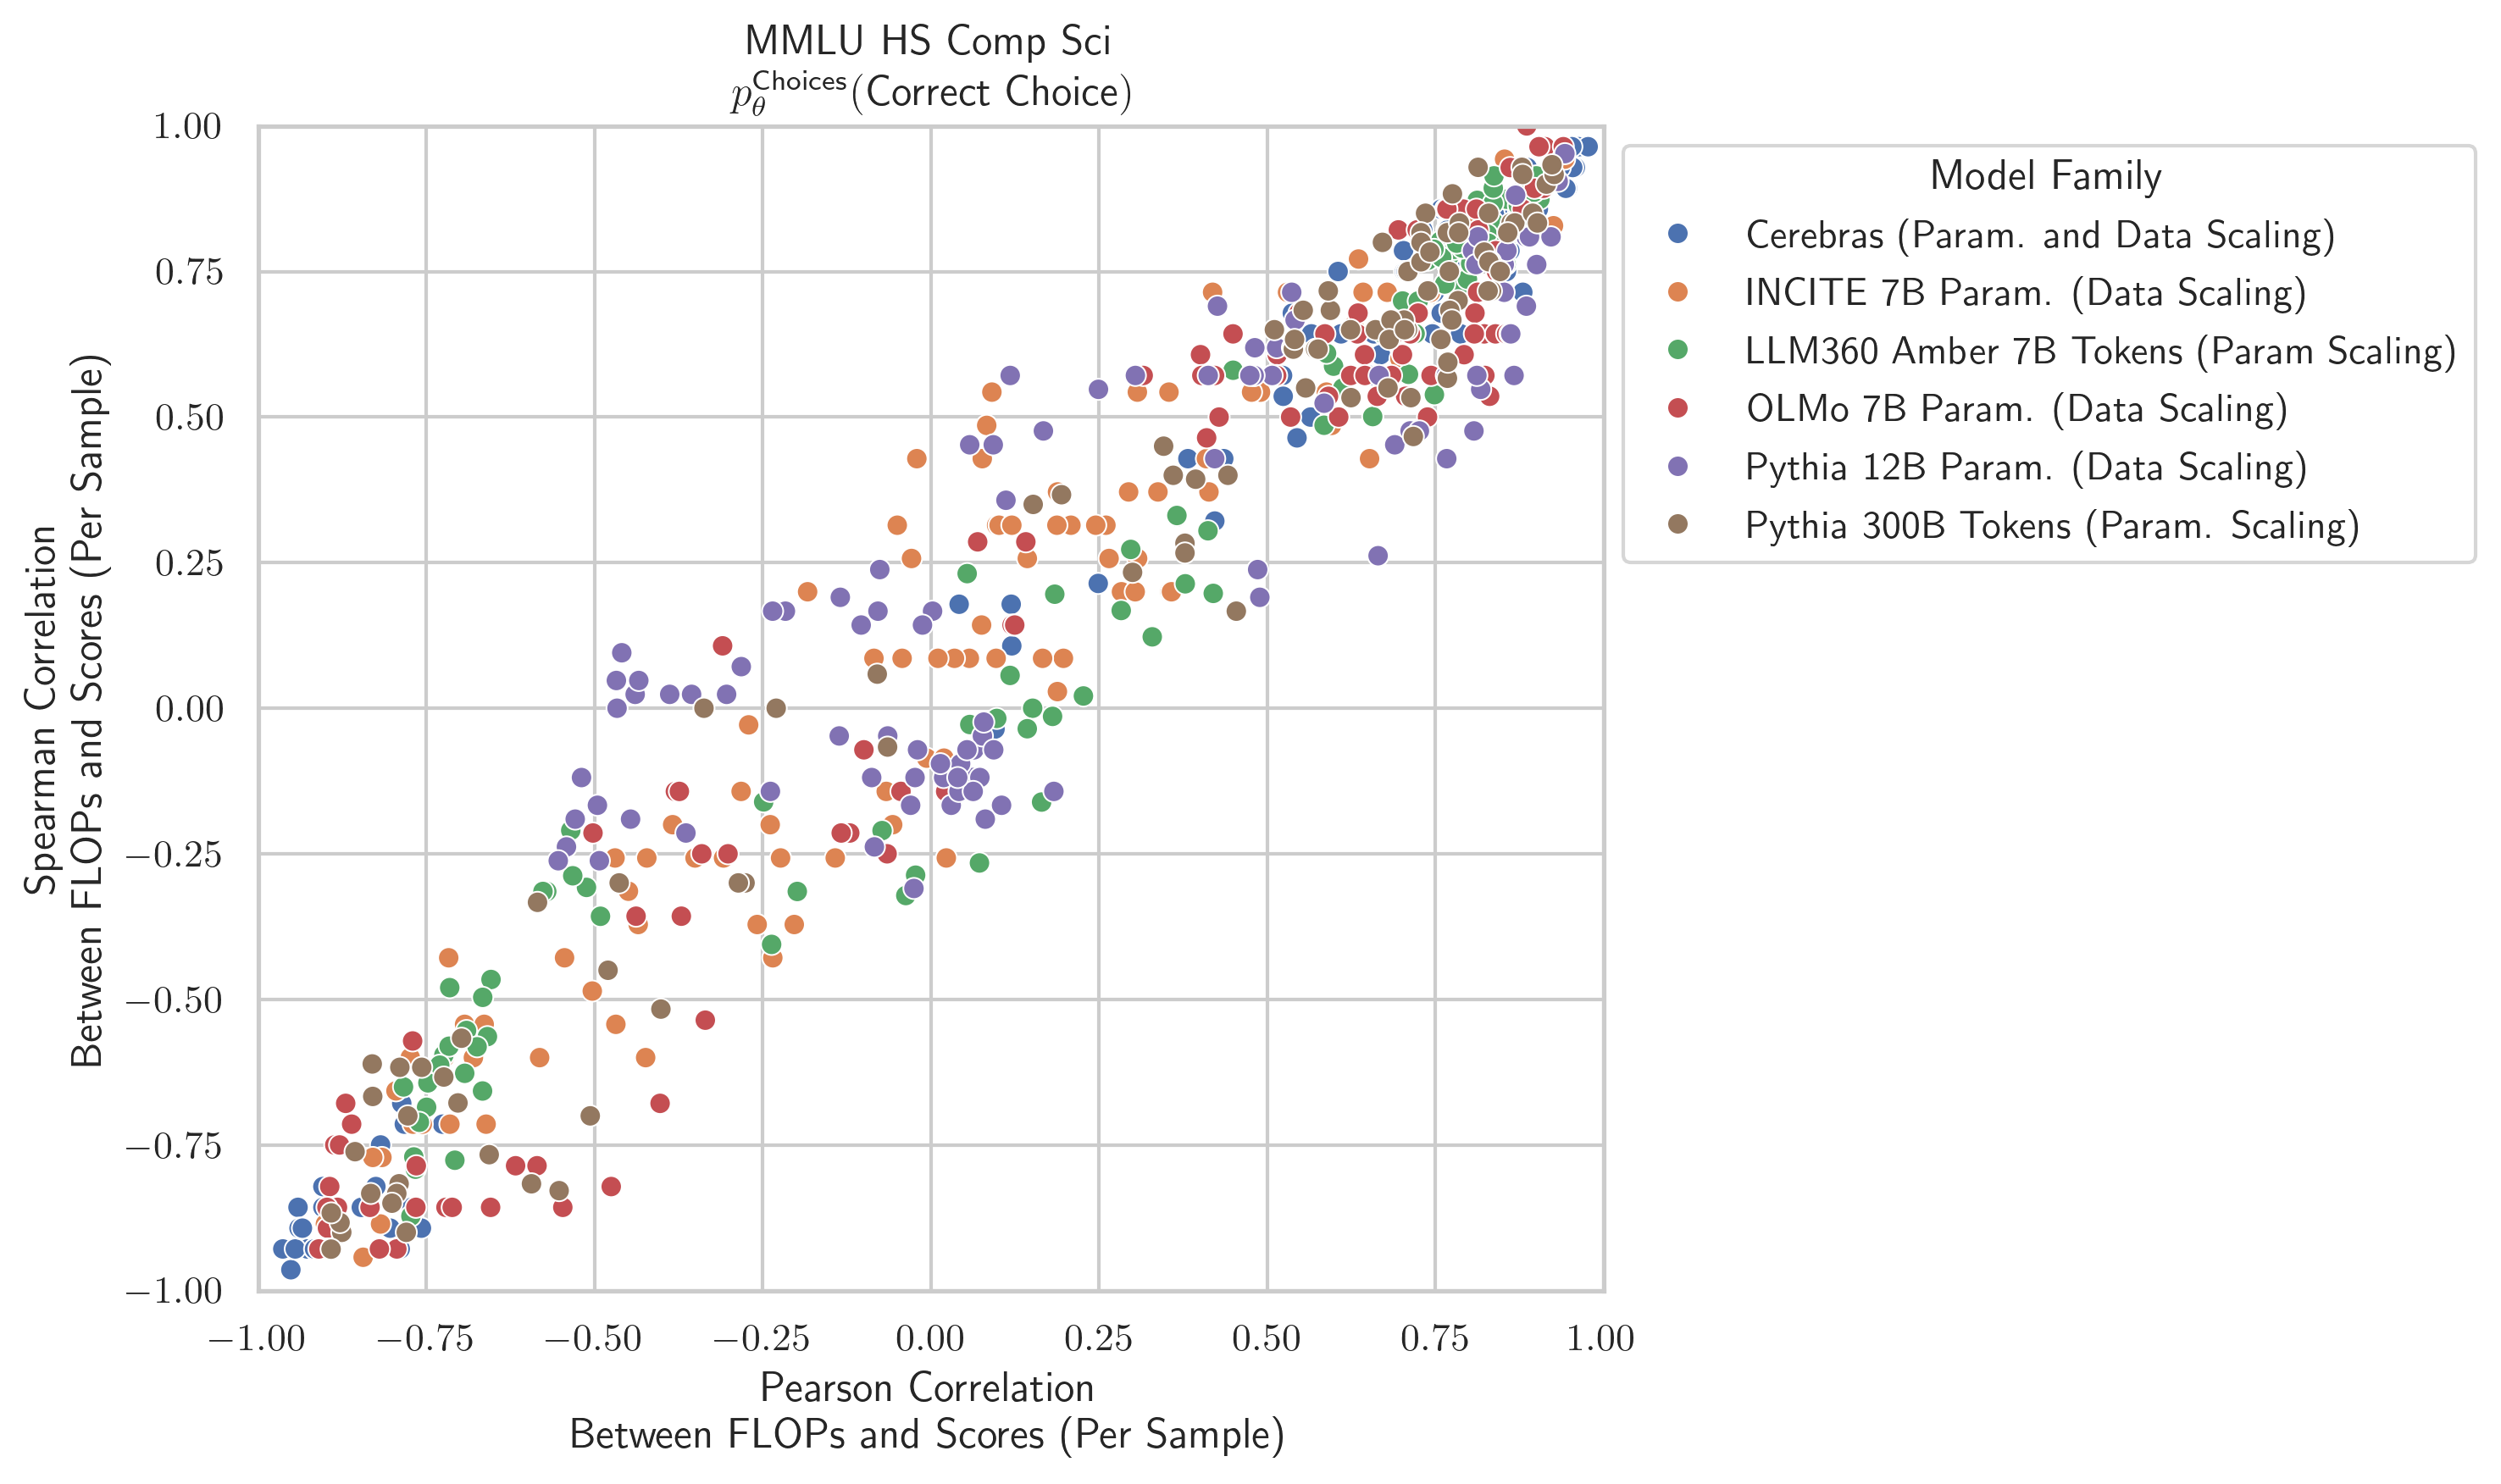 MMLU HS Comp Sci
p_θ^Choices(Correct Choice)
1.00
0.75
0.50
0.25
0.00
−0.25
−0.50
−0.75
−1.00
Spearman Correlation
Between FLOPs and Scores (Per Sample)
−1.00 −0.75 −0.50 −0.25 0.00 0.25 0.50 0.75 1.00
Pearson Correlation
Between FLOPs and Scores (Per Sample)
Model Family
Cerebras (Param. and Data Scaling)
INCITE 7B Param. (Data Scaling)
LLM360 Amber 7B Tokens (Param Scaling)
OLMo 7B Param. (Data Scaling)
Pythia 12B Param. (Data Scaling)
Pythia 300B Tokens (Param. Scaling)